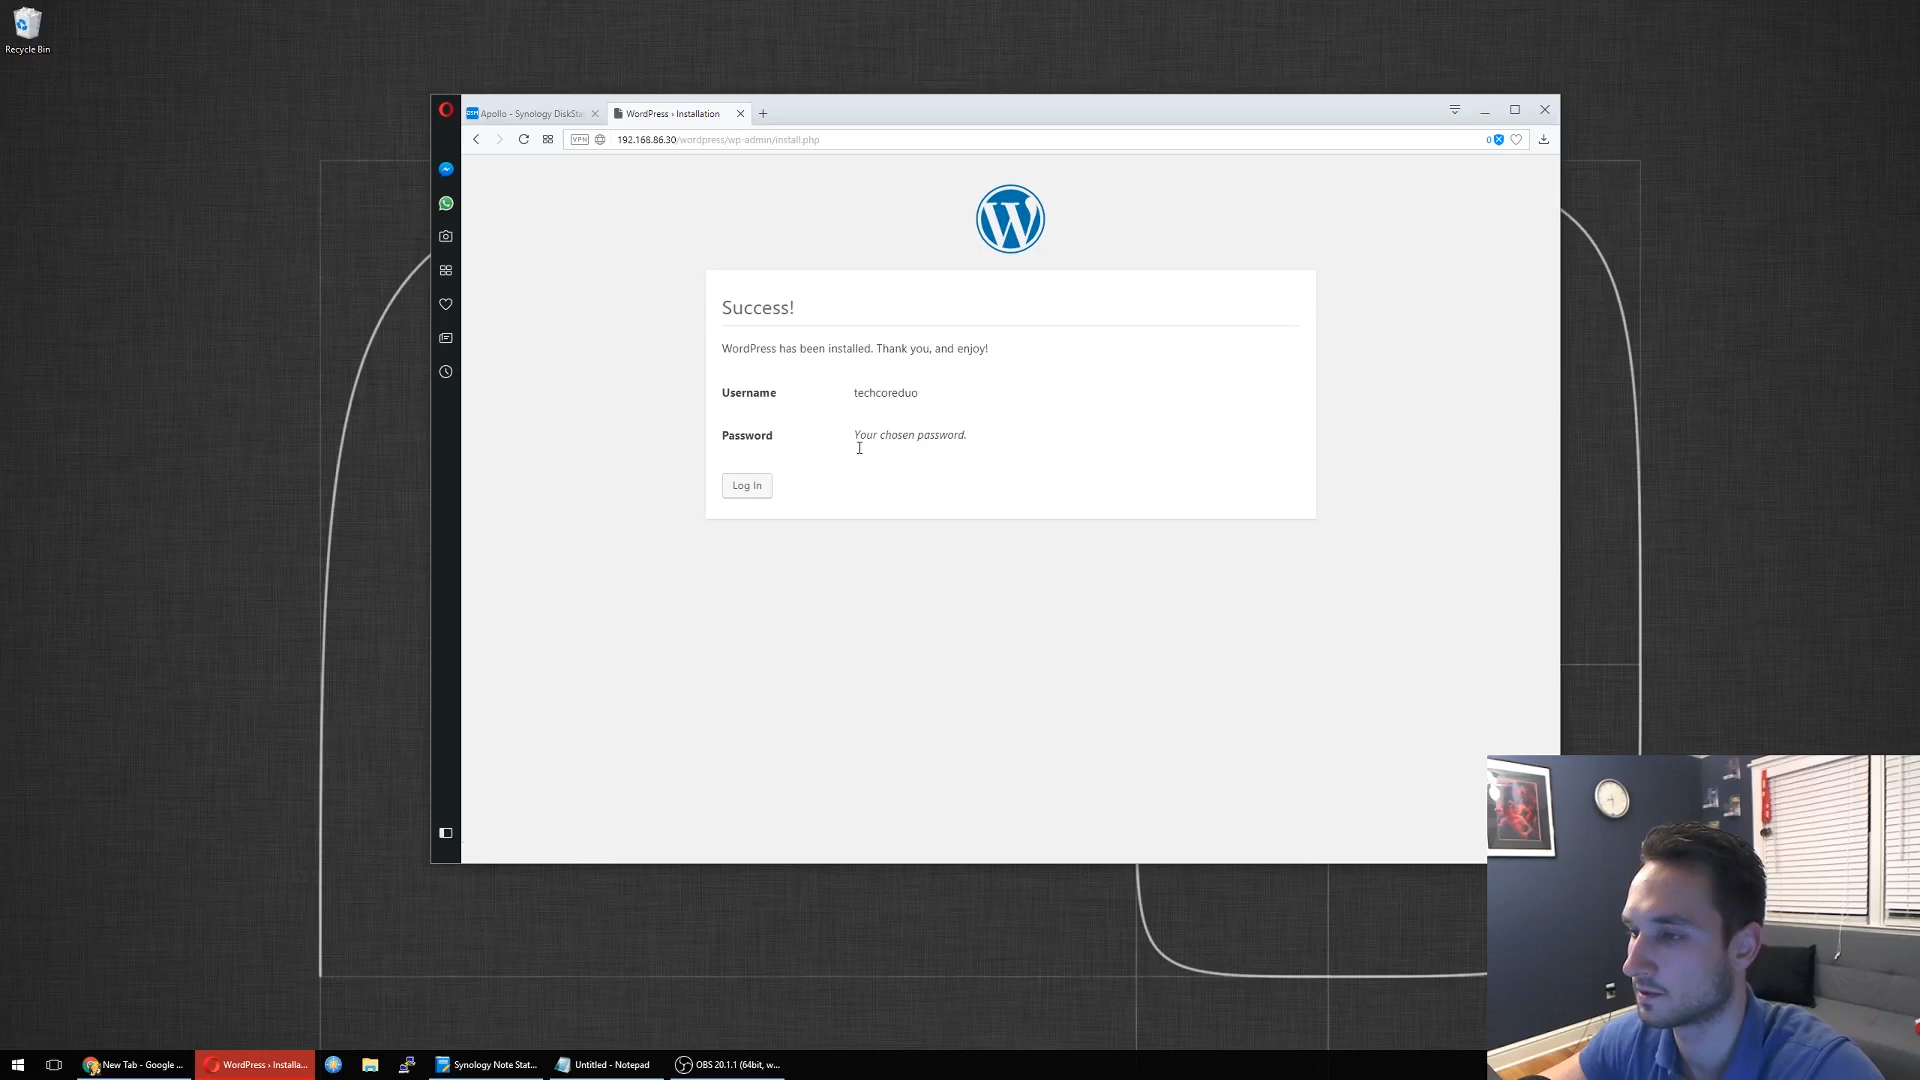 Recycle Bin
Apollo - Synology DiskSta
WordPress › Installation
VPN
192.168.86.30/wordpress/wp-admin/install.php
0
Success!
WordPress has been installed. Thank you, and enjoy!
Username techcoreduo
Password Your chosen password.
Log In
New Tab - Google ...
WordPress › Installa...
Synology Note Stat...
Untitled - Notepad
OBS 20.1.1 (64bit, w...